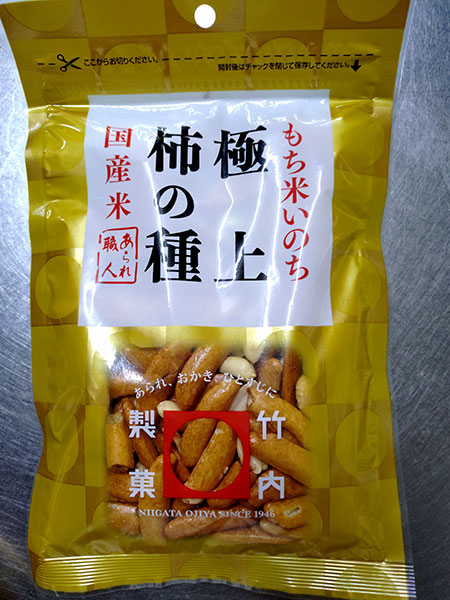 ここからお切りください。
開封後はチャックを閉じて保存してください。
もち米いのち
極上
柿の種
国産米
あられ
職人
あられ、おかき、ひとすじに
竹内
製菓
NIIGATA OJIYA SINCE 1946